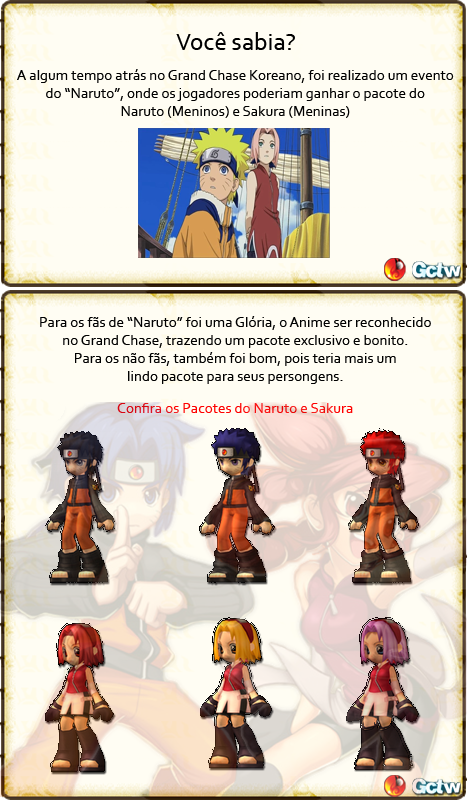 Você sabia?
A algum tempo atrás no Grand Chase Koreano, foi realizado um evento
do “Naruto”, onde os jogadores poderiam ganhar o pacote do
Naruto (Meninos) e Sakura (Meninas)
Gctw
Para os fãs de “Naruto” foi uma Glória, o Anime ser reconhecido
no Grand Chase, trazendo um pacote exclusivo e bonito.
Para os não fãs, também foi bom, pois teria mais um
lindo pacote para seus persongens.
Confira os Pacotes do Naruto e Sakura
Gctw